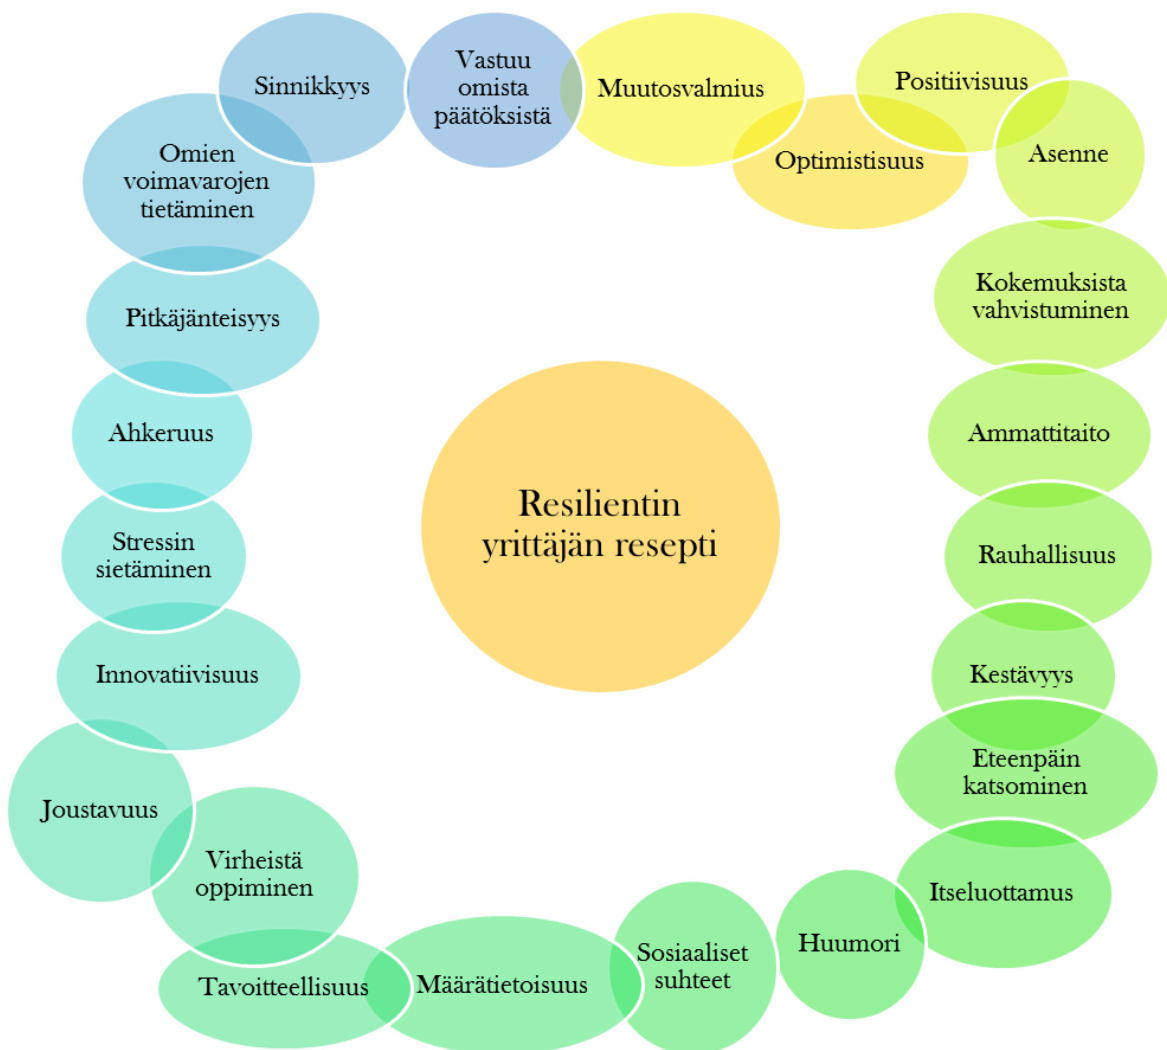 Vastuu
omista
päätöksistä
Muutosvalmius
Optimistisuus
Positiivisuus
Asenne
Kokemuksista
vahvistuminen
Ammattitaito
Rauhallisuus
Kestävyys
Eteenpäin
katsominen
Itseluottamus
Huumori
Sosiaaliset
suhteet
Määrätietoisuus
Tavoitteellisuus
Virheistä
oppiminen
Joustavuus
Innovatiivisuus
Stressin
sietäminen
Ahkeruus
Pitkäjänteisyys
Omien
voimavarojen
tietäminen
Sinnikkyys
Resilientin
yrittäjän resepti